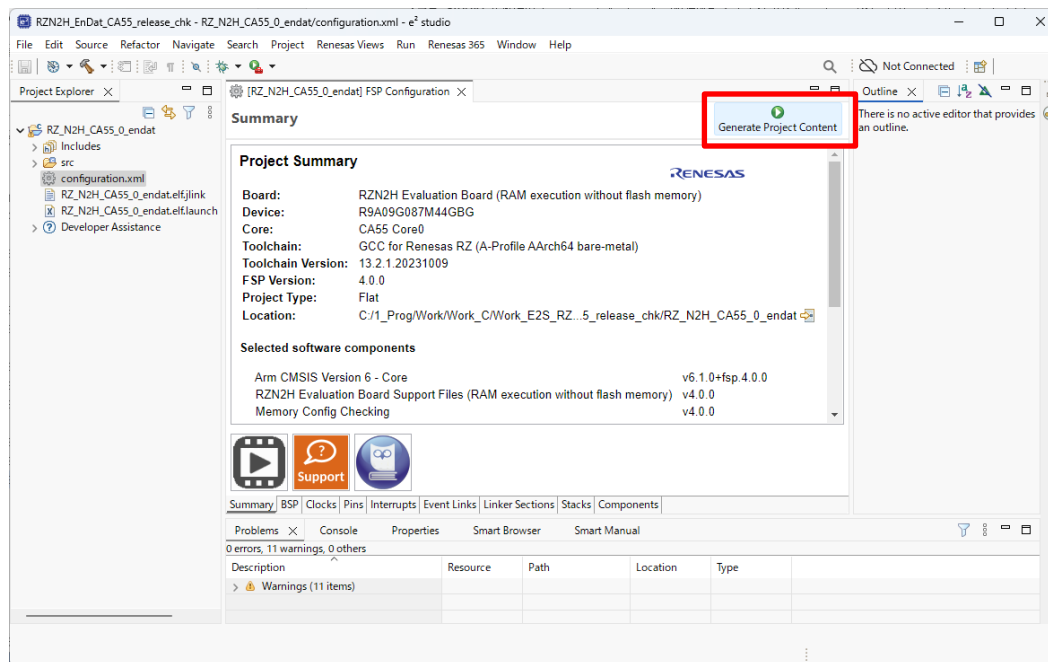 RZN2H_EnDat_CA55_release_chk - RZ_N2H_CA55_0_endat/configuration.xml - e² studio
File Edit Source Refactor Navigate Search Project Renesas Views Run Renesas 365 Window Help
Not Connected
Project Explorer
[RZ_N2H_CA55_0_endat] FSP Configuration
Outline
RZ_N2H_CA55_0_endat
Includes
src
configuration.xml
RZ_N2H_CA55_0_endat.elf.jlink
RZ_N2H_CA55_0_endat.elf.launch
Developer Assistance
Summary
Generate Project Content
There is no active editor that provides
an outline.
Project Summary
RENESAS
Board: RZN2H Evaluation Board (RAM execution without flash memory)
Device: R9A09G087M44GBG
Core: CA55 Core0
Toolchain: GCC for Renesas RZ (A-Profile AArch64 bare-metal)
Toolchain Version: 13.2.1.20231009
FSP Version: 4.0.0
Project Type: Flat
Location: C:/1_Prog/Work/Work_C/Work_E2S_RZ...5_release_chk/RZ_N2H_CA55_0_endat
Selected software components
Arm CMSIS Version 6 - Core v6.1.0+fsp.4.0.0
RZN2H Evaluation Board Support Files (RAM execution without flash memory) v4.0.0
Memory Config Checking v4.0.0
Support
Summary BSP Clocks Pins Interrupts Event Links Linker Sections Stacks Components
Problems Console Properties Smart Browser Smart Manual
0 errors, 11 warnings, 0 others
Description Resource Path Location Type
Warnings (11 items)